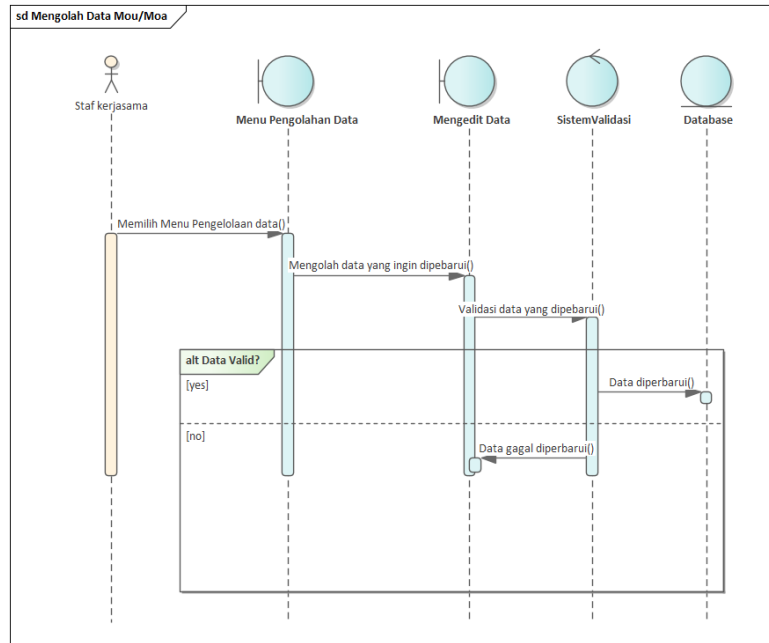 sd Mengolah Data Mou/Moa
Staf kerjasama
Menu Pengolahan Data
Mengedit Data
SistemValidasi
Database
Memilih Menu Pengelolaan data()
Mengolah data yang ingin dipebarui()
Validasi data yang dipebarui()
alt Data Valid?
[yes]
Data diperbarui()
[no]
Data gagal diperbarui()